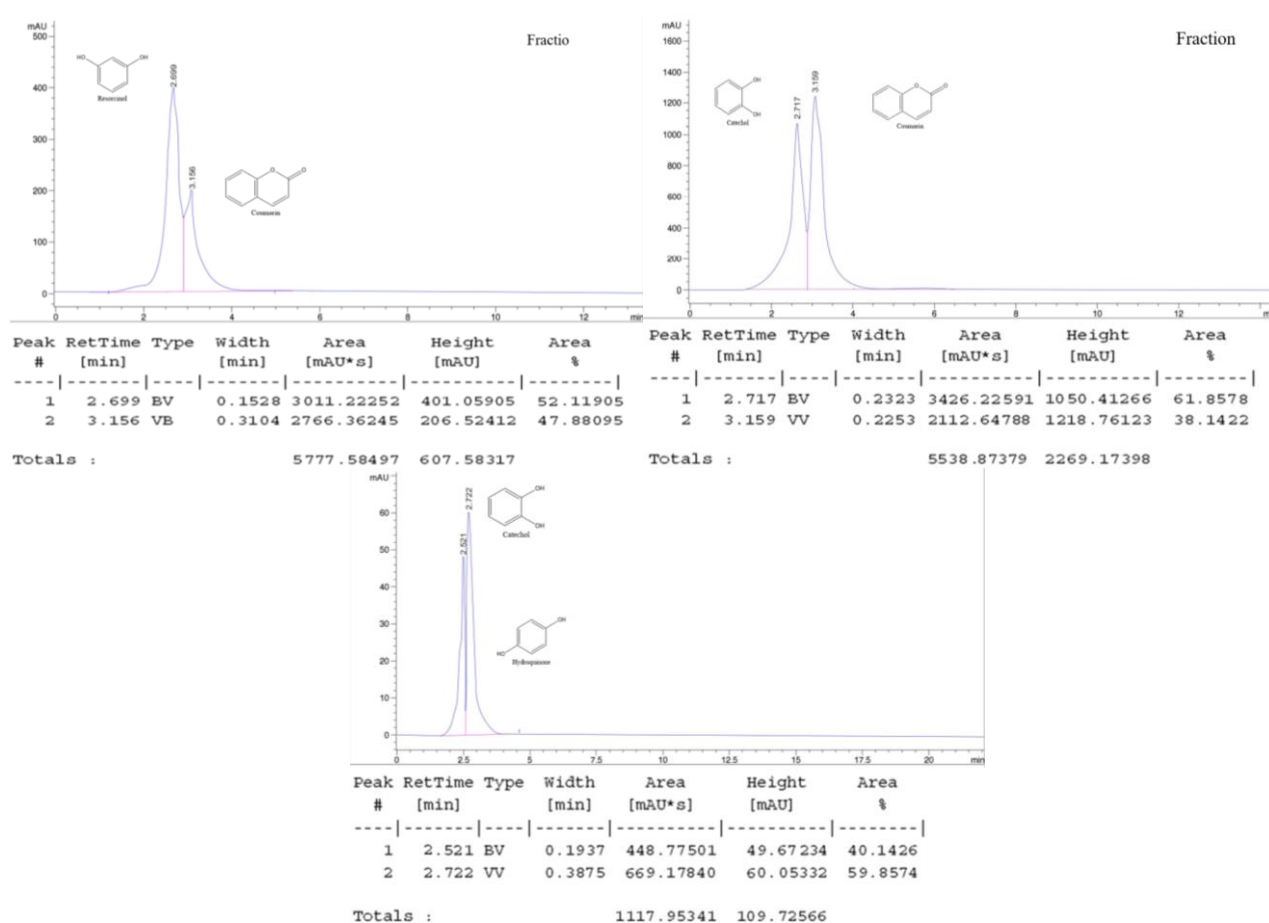 mAU
500
400
300
200
100
0
0 2 4 6 8 10 12 min
Fractio
HO OH
Resorcinol
2.699
3.156
O O
Coumarin
Peak RetTime Type Width Area Height Area
# [min] [min] [mAU*s] [mAU] %
----|-------|----|-------|----------|---------|--------|
1 2.699 BV 0.1528 3011.22252 401.05905 52.11905
2 3.156 VB 0.3104 2766.36245 206.52412 47.88095
Totals : 5777.58497 607.58317
mAU
1600
1400
1200
1000
800
600
400
200
0
0 2 4 6 8 10 12
Fraction
OH
OH
2.717
3.159
O O
Coumarin
Peak RetTime Type Width Area Height Area
# [min] [min] [mAU*s] [mAU] %
----|-------|----|-------|----------|---------|--------|
1 2.717 BV 0.2323 3426.22591 1050.41266 61.8578
2 3.159 VV 0.2253 2112.64788 1218.76123 38.1422
Totals : 5538.87379 2269.17398
mAU
60
50
40
30
20
10
0
0 2.5 5 7.5 10 12.5 15 17.5 20 min
2.521
2.722
OH
OH
Catechol
OH
HO
Peak RetTime Type Width Area Height Area
# [min] [min] [mAU*s] [mAU] %
----|-------|----|-------|----------|---------|--------|
1 2.521 BV 0.1937 448.77501 49.67234 40.1426
2 2.722 VV 0.3875 669.17840 60.05332 59.8574
Totals : 1117.95341 109.72566